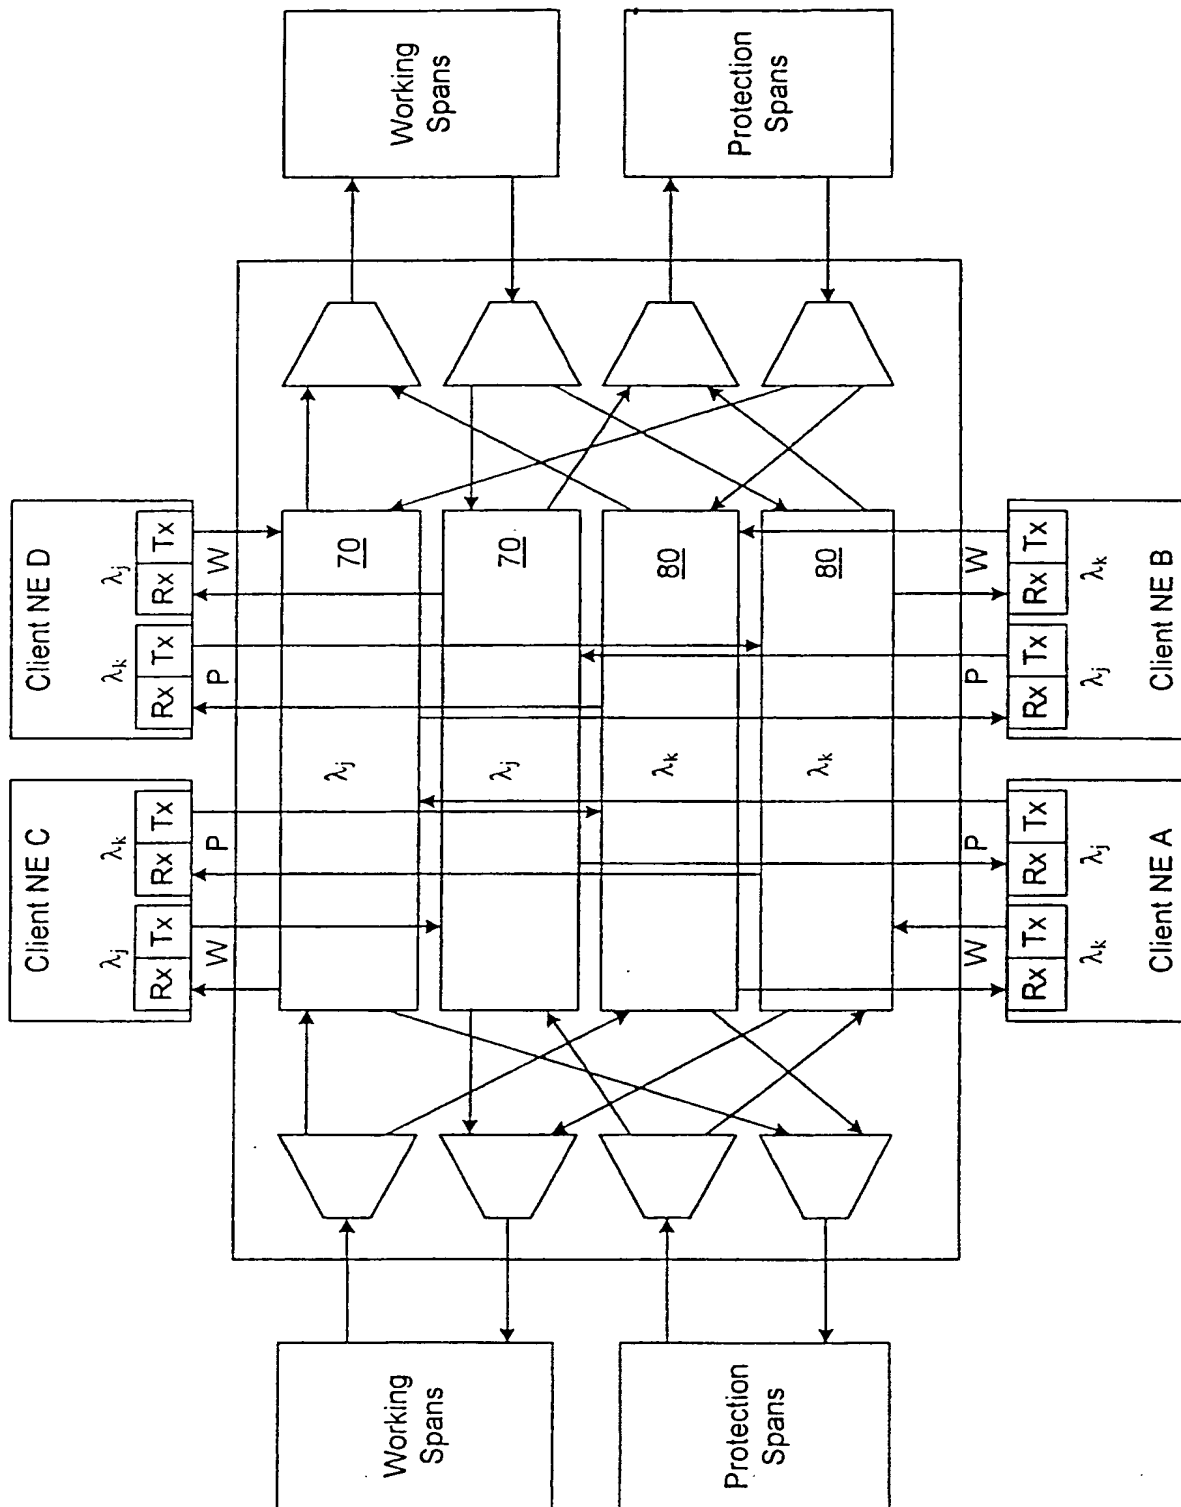 Client NE C
Client NE D
λj λk λk λj
Rx Tx Rx Tx Rx Tx Rx Tx
W P P W
Working
Spans
λj 70
λj 70
Working
Spans
Protection
Spans
λk 80
λk 80
Protection
Spans
W P P W
Rx Tx Rx Tx Rx Tx Rx Tx
λk λj λj λk
Client NE A
Client NE B